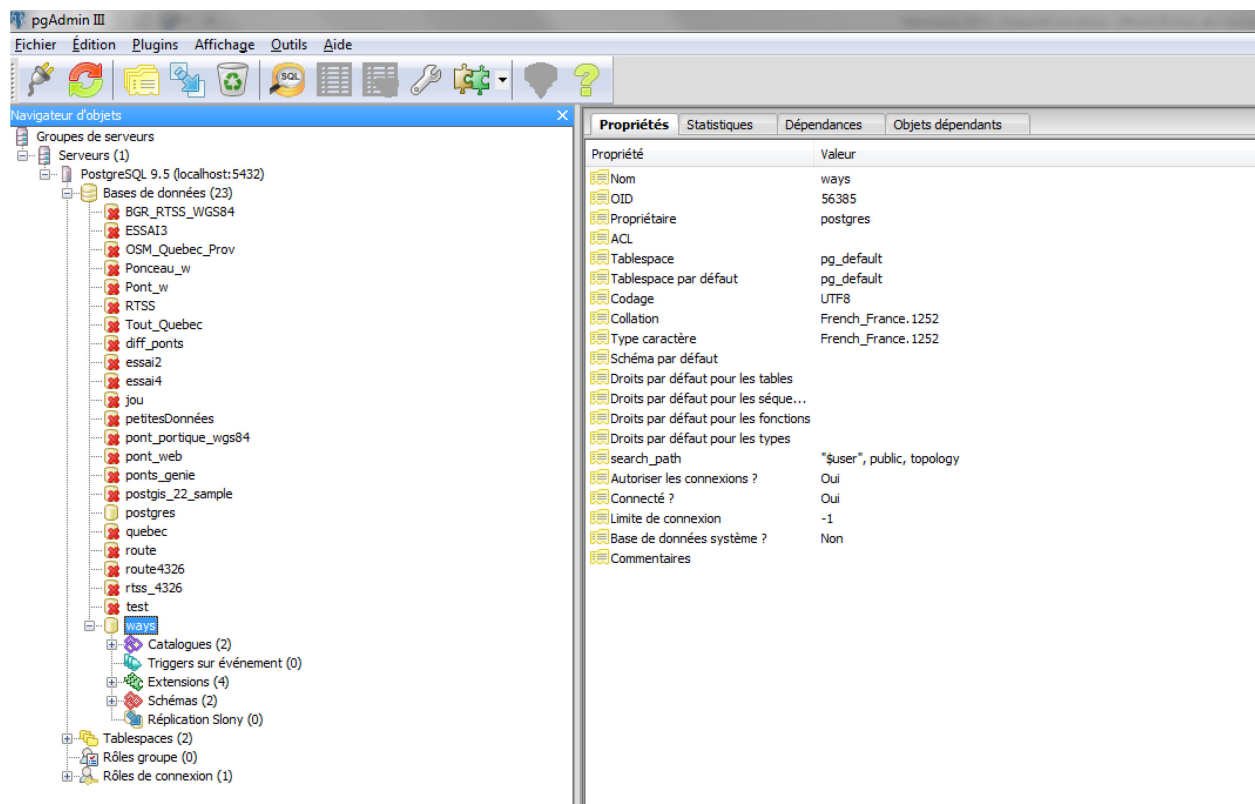 pgAdmin III
Fichier Édition Plugins Affichage Outils Aide
SQL
Navigateur d'objets
Groupes de serveurs
Serveurs (1)
PostgreSQL 9.5 (localhost:5432)
Bases de données (23)
BGR_RTSS_WGS84
ESSAI3
OSM_Quebec_Prov
Ponceau_w
Pont_w
RTSS
Tout_Quebec
diff_ponts
essai2
essai4
jou
petitesDonnées
pont_portique_wgs84
pont_web
ponts_genie
postgis_22_sample
postgres
quebec
route
route4326
rtss_4326
test
ways
Catalogues (2)
Triggers sur événement (0)
Extensions (4)
Schémas (2)
Réplication Slony (0)
Tablespaces (2)
Rôles groupe (0)
Rôles de connexion (1)
Propriétés Statistiques Dépendances Objets dépendants
Propriété Valeur
Nom ways
OID 56385
Propriétaire postgres
ACL
Tablespace pg_default
Tablespace par défaut pg_default
Codage UTF8
Collation French_France.1252
Type caractère French_France.1252
Schéma par défaut
Droits par défaut pour les tables
Droits par défaut pour les séque...
Droits par défaut pour les fonctions
Droits par défaut pour les types
search_path "$user", public, topology
Autoriser les connexions ? Oui
Connecté ? Oui
Limite de connexion -1
Base de données système ? Non
Commentaires